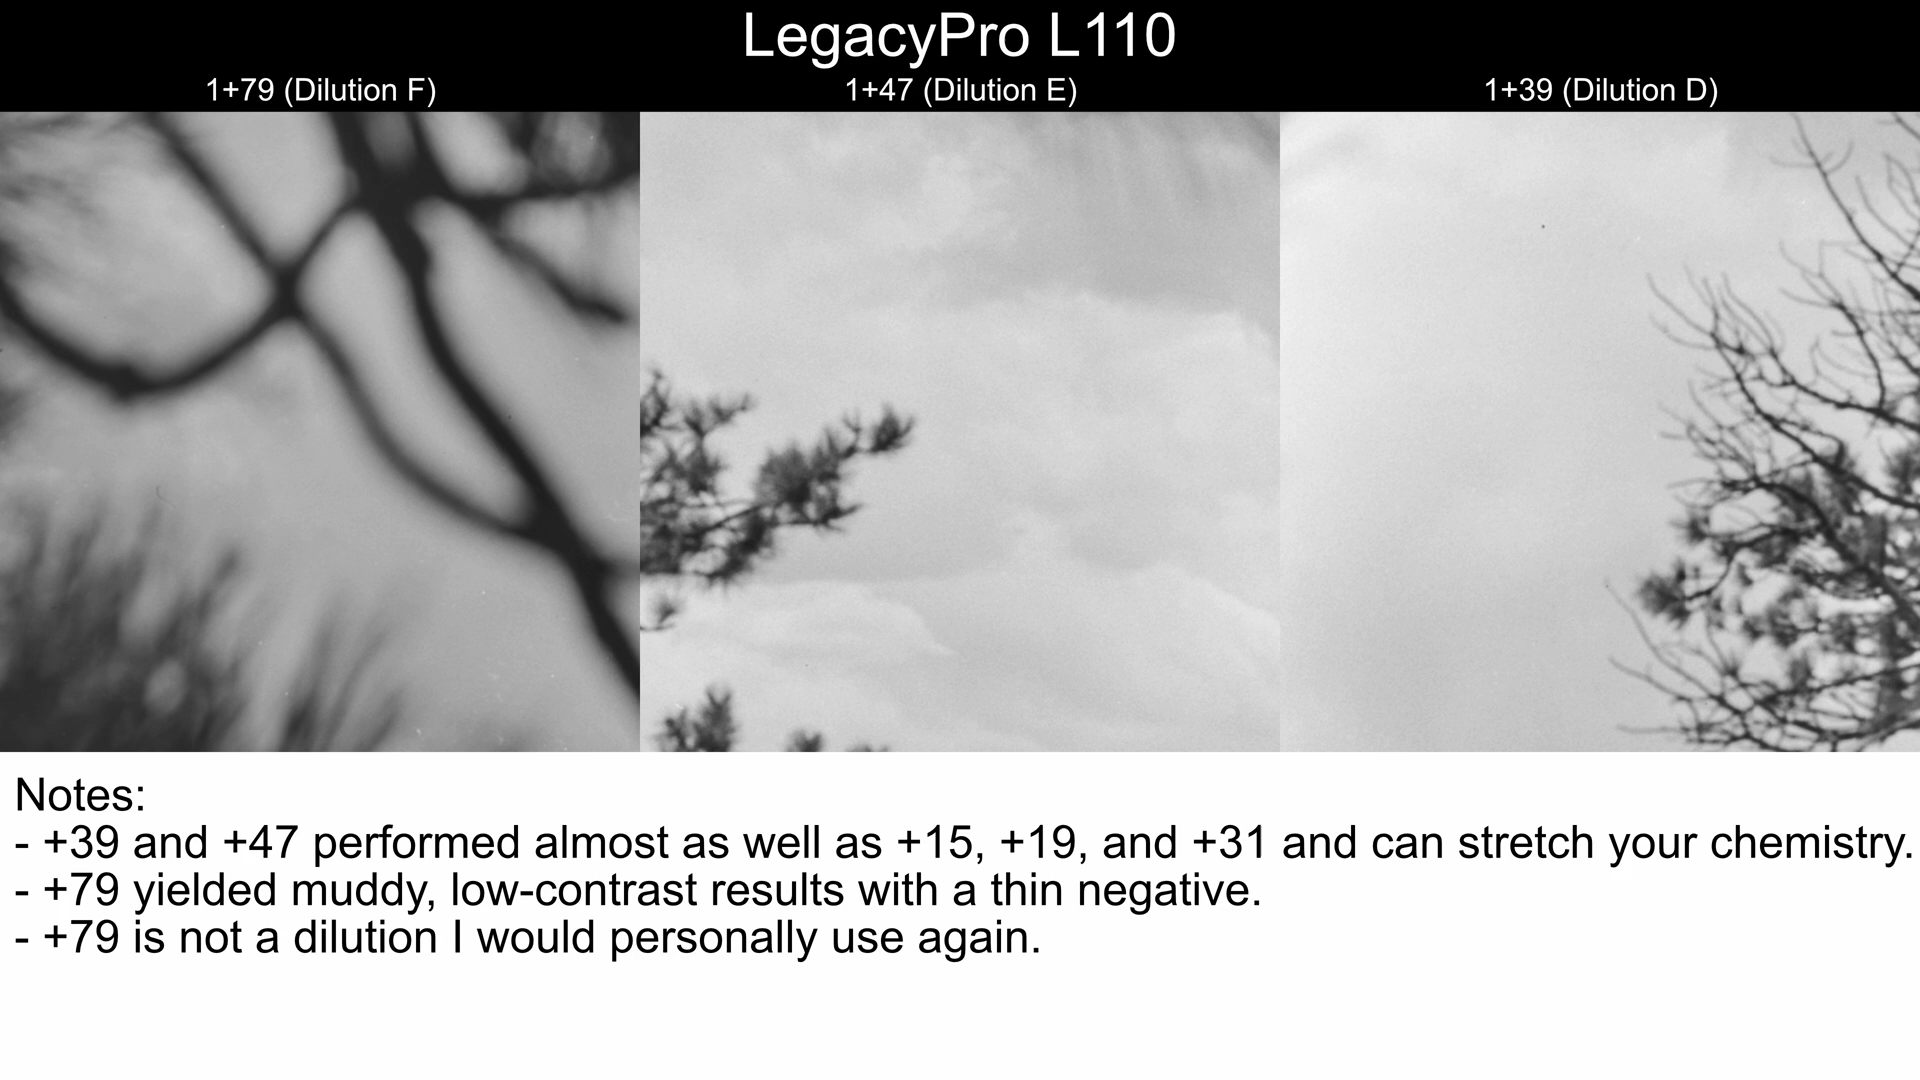 LegacyPro L110
1+79 (Dilution F)
1+47 (Dilution E)
1+39 (Dilution D)
Notes:
- +39 and +47 performed almost as well as +15, +19, and +31 and can stretch your chemistry.
- +79 yielded muddy, low-contrast results with a thin negative.
- +79 is not a dilution I would personally use again.